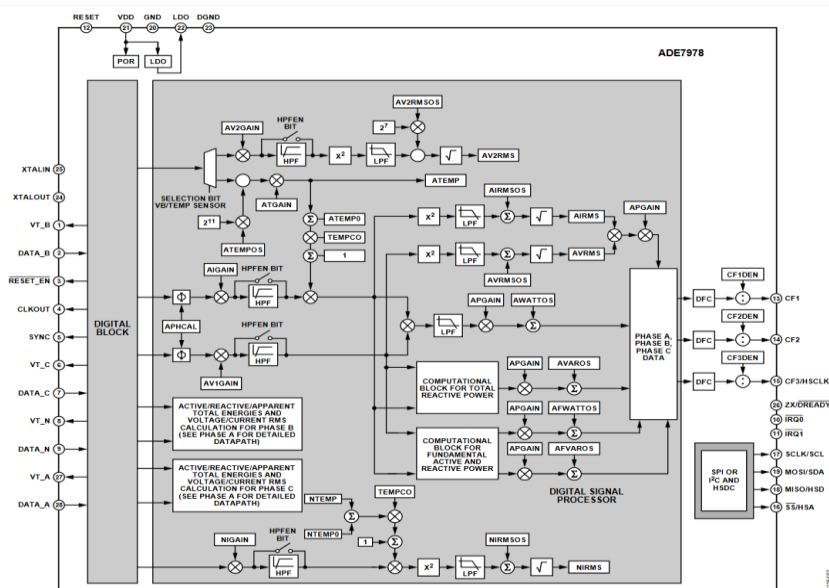 RESET VDD GND LDO DGND
12 21 20 22 23
POR LDO
ADE7978
AV2RMSOS
AV2GAIN
HPFEN
BIT
2⁷
HPF
X²
LPF
√
AV2RMS
XTALIN 25
XTALOUT 24
VT_B 1
DATA_B 2
RESET_EN 3
CLKOUT 4
SYNC 5
VT_C 6
DATA_C 7
VT_N 8
DATA_N 9
VT_A 27
DATA_A 28
DIGITAL
BLOCK
SELECTION BIT
VB/TEMP SENSOR
ATGAIN
ATEMP
2¹¹
ATEMPOS
Σ ATEMP0
TEMPCO
Σ 1
AIRMSOS
X² LPF Σ √ AIRMS
APGAIN
X² LPF Σ √ AVRMS
AVRMSOS
AIGAIN
HPFEN BIT
Φ
HPF
APHCAL
HPFEN BIT
Φ
HPF
AV1GAIN
LPF
APGAIN AWATTOS
Σ
COMPUTATIONAL
BLOCK FOR TOTAL
REACTIVE POWER
APGAIN AVAROS
Σ
COMPUTATIONAL
BLOCK FOR
FUNDAMENTAL
ACTIVE AND
REACTIVE POWER
APGAIN AFWATTOS
Σ
APGAIN AFVAROS
Σ
PHASE A,
PHASE B,
PHASE C
DATA
CF1DEN
DFC : 13 CF1
CF2DEN
DFC : 14 CF2
CF3DEN
DFC : 15 CF3/HSCLK
26 ZX/DREADY
10 IRQ0
11 IRQ1
SPI OR
I²C AND
HSDC
17 SCLK/SCL
19 MOSI/SDA
18 MISO/HSD
16 SS/HSA
ACTIVE/REACTIVE/APPARENT
TOTAL ENERGIES AND
VOLTAGE/CURRENT RMS
CALCULATION FOR PHASE B
(SEE PHASE A FOR DETAILED
DATAPATH)
ACTIVE/REACTIVE/APPARENT
TOTAL ENERGIES AND
VOLTAGE/CURRENT RMS
CALCULATION FOR PHASE C
(SEE PHASE A FOR DETAILED
DATAPATH)
DIGITAL SIGNAL
PROCESSOR
NTEMP
TEMPCO
Σ
NTEMP0
1 Σ
NIGAIN
HPFEN
BIT
HPF
X² LPF
NIRMSOS
Σ √ NIRMS